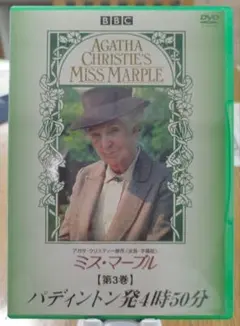 BBC
DVD
AGATHA
CHRISTIE'S
MISS MARPLE
ミス・マープル
【第3巻】
パディントン発4時50分